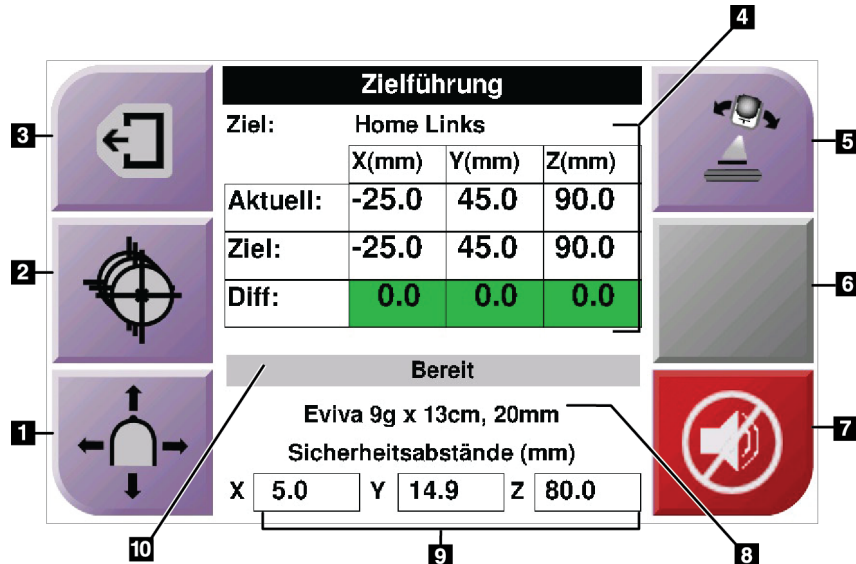 4
Zielführung
3
Ziel: Home Links
5
X(mm) Y(mm) Z(mm)
Aktuell: -25.0 45.0 90.0
Ziel: -25.0 45.0 90.0
2
6
Diff: 0.0 0.0 0.0
Bereit
1
Eviva 9g x 13cm, 20mm
7
Sicherheitsabstände (mm)
X 5.0 Y 14.9 Z 80.0
10
9
8